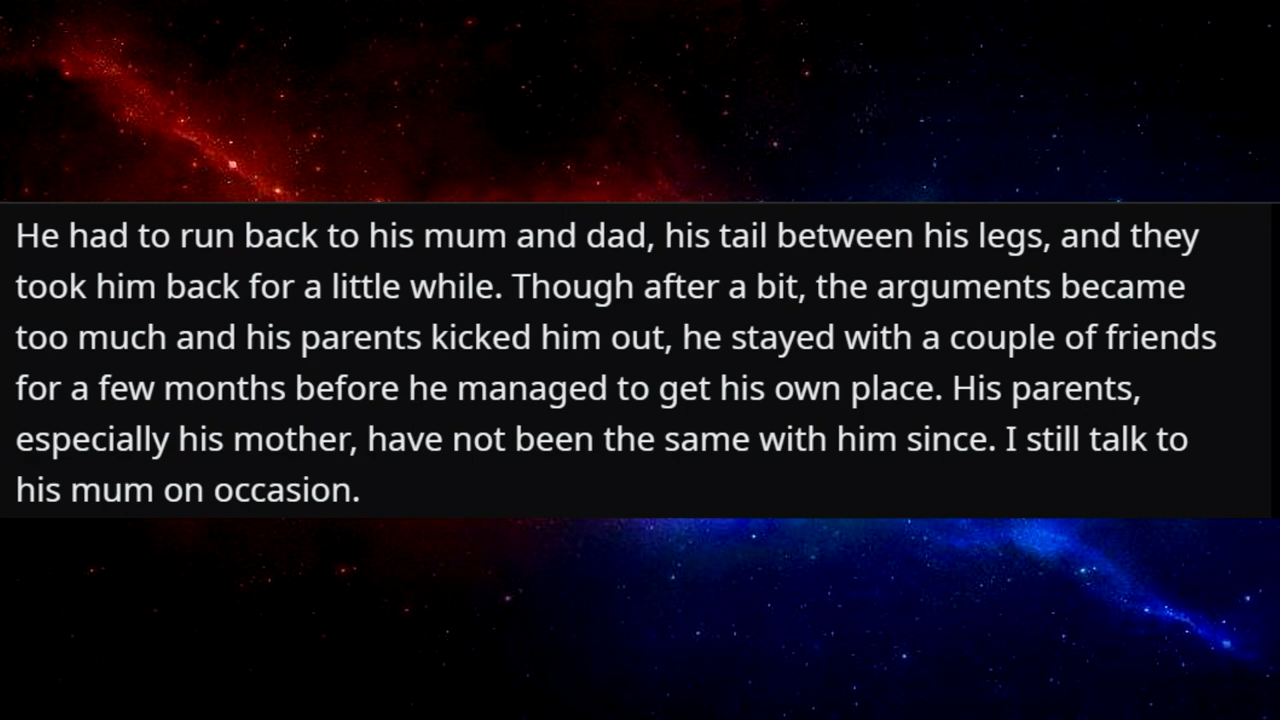 He had to run back to his mum and dad, his tail between his legs, and they
took him back for a little while. Though after a bit, the arguments became
too much and his parents kicked him out, he stayed with a couple of friends
for a few months before he managed to get his own place. His parents,
especially his mother, have not been the same with him since. I still talk to
his mum on occasion.